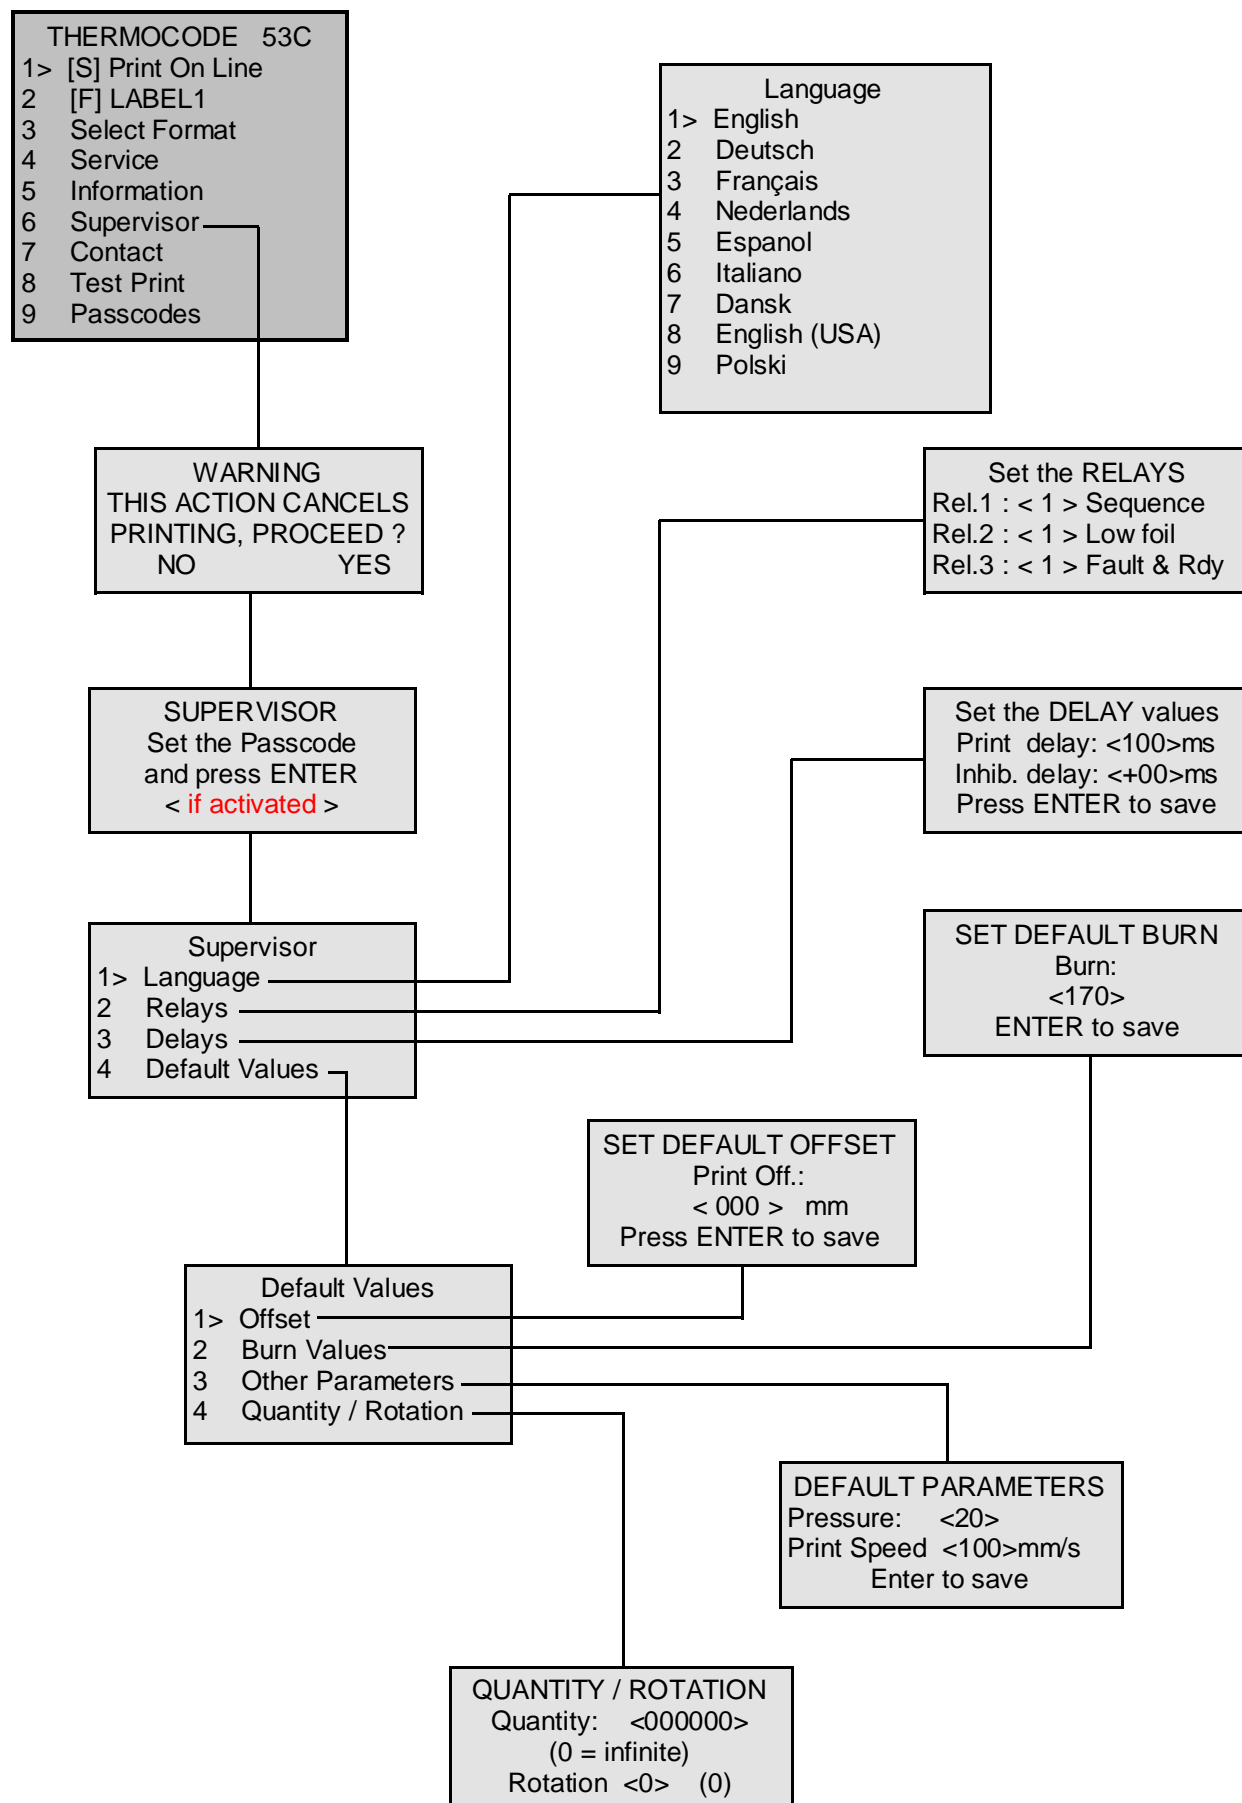 THERMOCODE 53C
1> [S] Print On Line
2 [F] LABEL1
3 Select Format
4 Service
5 Information
6 Supervisor
7 Contact
8 Test Print
9 Passcodes
Language
1> English
2 Deutsch
3 Français
4 Nederlands
5 Espanol
6 Italiano
7 Dansk
8 English (USA)
9 Polski
WARNING
THIS ACTION CANCELS
PRINTING, PROCEED ?
NO YES
Set the RELAYS
Rel.1 : < 1 > Sequence
Rel.2 : < 1 > Low foil
Rel.3 : < 1 > Fault & Rdy
SUPERVISOR
Set the Passcode
and press ENTER
< if activated >
Set the DELAY values
Print delay: <100>ms
Inhib. delay: <+00>ms
Press ENTER to save
Supervisor
1> Language
2 Relays
3 Delays
4 Default Values
SET DEFAULT BURN
Burn:
<170>
ENTER to save
SET DEFAULT OFFSET
Print Off.:
< 000 > mm
Press ENTER to save
Default Values
1> Offset
2 Burn Values
3 Other Parameters
4 Quantity / Rotation
DEFAULT PARAMETERS
Pressure: <20>
Print Speed <100>mm/s
Enter to save
QUANTITY / ROTATION
Quantity: <000000>
(0 = infinite)
Rotation <0> (0)